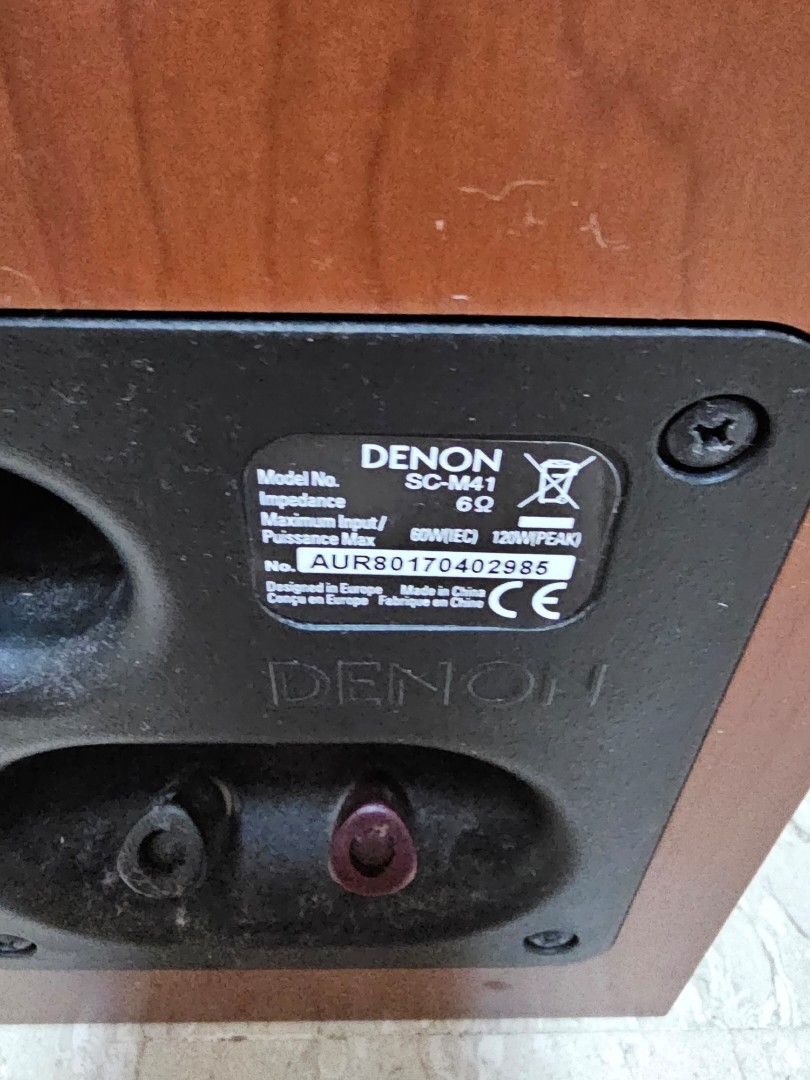 DENON
Model No. SC-M41
Impedance 6Ω
Maximum Input/
Puissance Max 60W(IEC) 120W(PEAK)
No. AUR80170402985
Designed in Europe Made in China
Conçu en Europe Fabriqué en Chine
CE
DENON